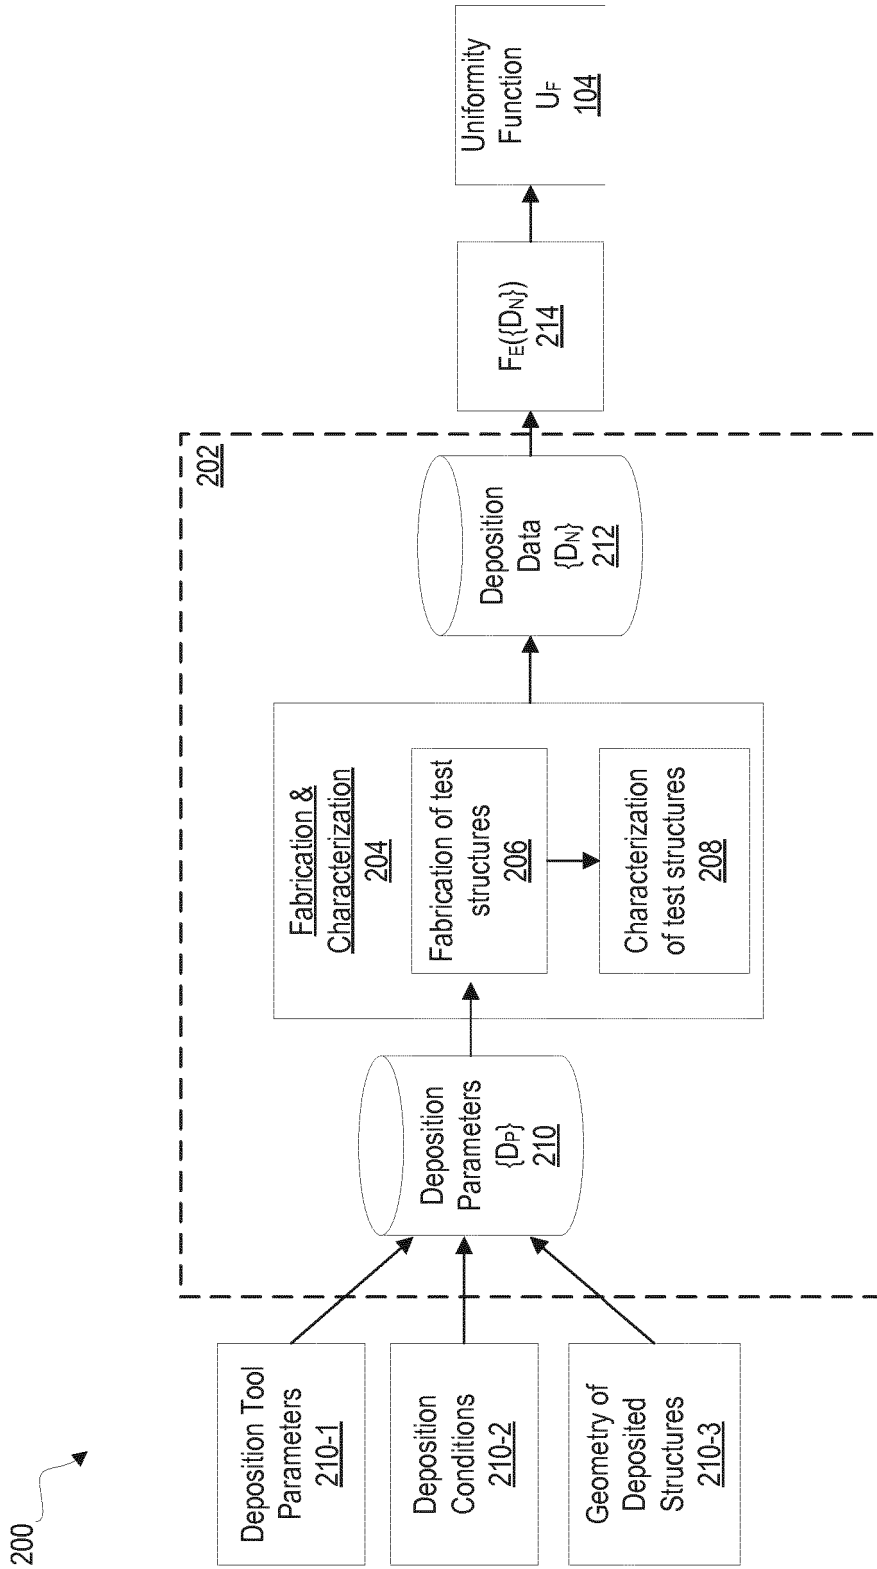 200
Deposition Tool
Parameters
210-1
Deposition
Conditions
210-2
Geometry of
Deposited
Structures
210-3
202
Deposition
Parameters
{DP}
210
Fabrication &
Characterization
204
Fabrication of test
structures
206
Characterization
of test structures
208
Deposition
Data
{DN}
212
FE({DN})
214
Uniformity
Function
UF
104